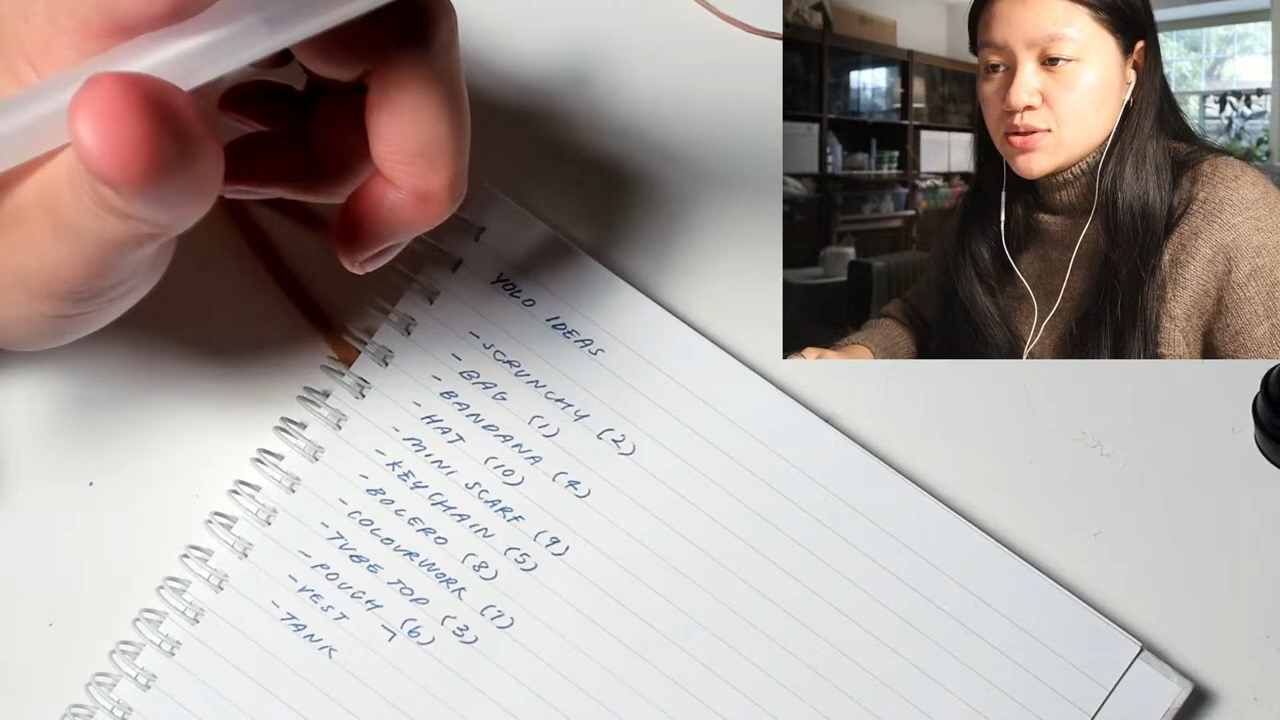 YOLO IDEAS
- SCRUNCHY (2)
- BAG (1)
- BANDANA (4)
- HAT (10)
- MINI SCARF (9)
- KEYCHAIN (5)
- BOLERO (8)
- COLOURWORK (7)
- TUBE TOP (3)
- POUCH (6)
- VEST
- TANK